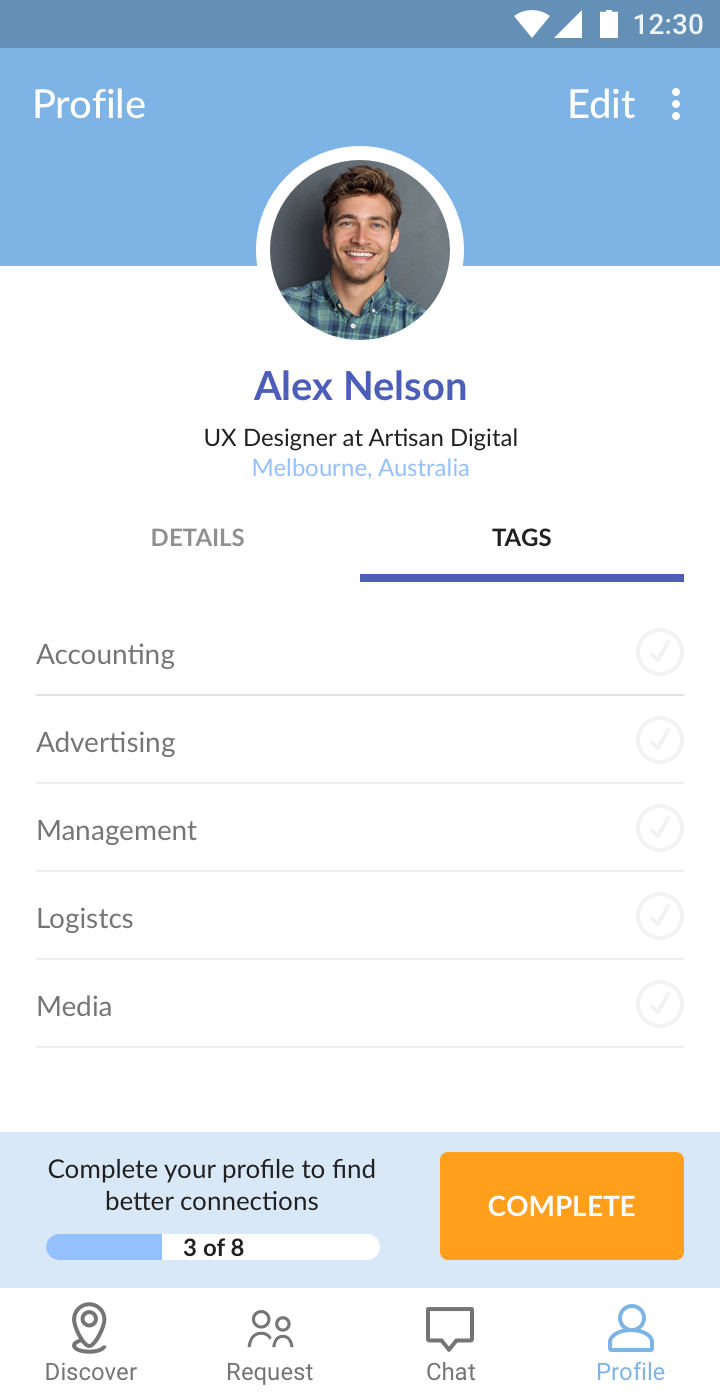 12:30
Profile Edit
Alex Nelson
UX Designer at Artisan Digital
Melbourne, Australia
DETAILS TAGS
Accounting
Advertising
Management
Logistcs
Media
Complete your profile to find
better connections
3 of 8
COMPLETE
Discover Request Chat Profile